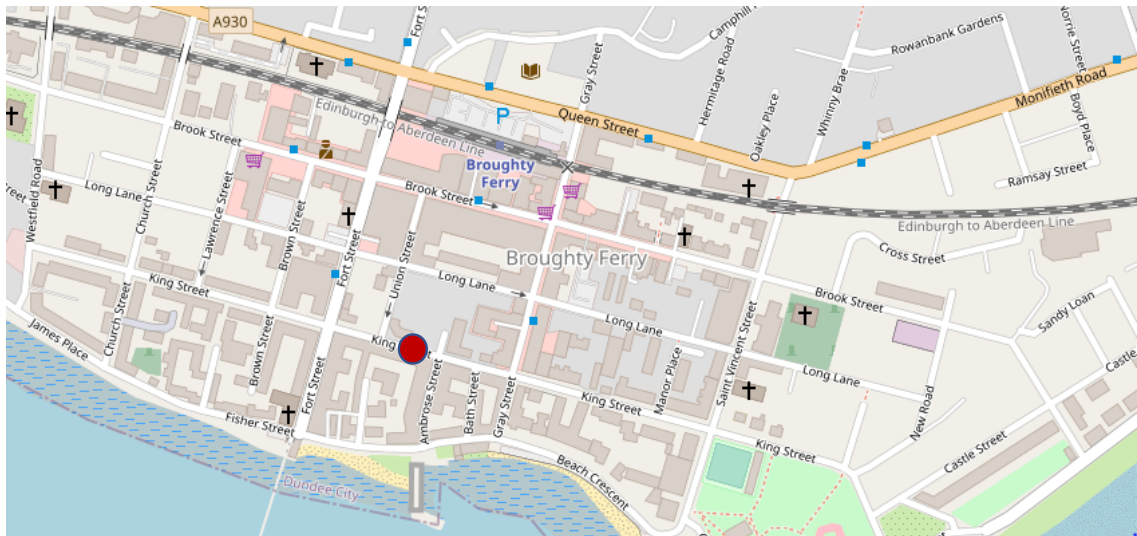 A930
Fort S
Camphill
Rowanbank Gardens
Norrie Street
Gray Street
Hermitage Road
Whinny Brae
Monifieth Road
Boyd Place
Oakley Place
Queen Street
P
Edinburgh to Aberdeen Line
Broughty
Ferry
Brook Street
Brook Street
Long Lane
Westfield Road
Church Street
Lawrence Street
Brown Street
Fort Street
Union Street
Ramsay Street
Edinburgh to Aberdeen Line
Cross Street
Broughty Ferry
Long Lane
Brook Street
Sandy Loan
King Street
Long Lane
Saint Vincent Street
James Place
Church Street
Brown Street
Fort Street
King
Ambrose Street
Bath Street
Gray Street
Manor Place
Long Lane
Castle
New Road
King Street
King Street
Fisher Street
Beach Crescent
Castle Street
Dundee City